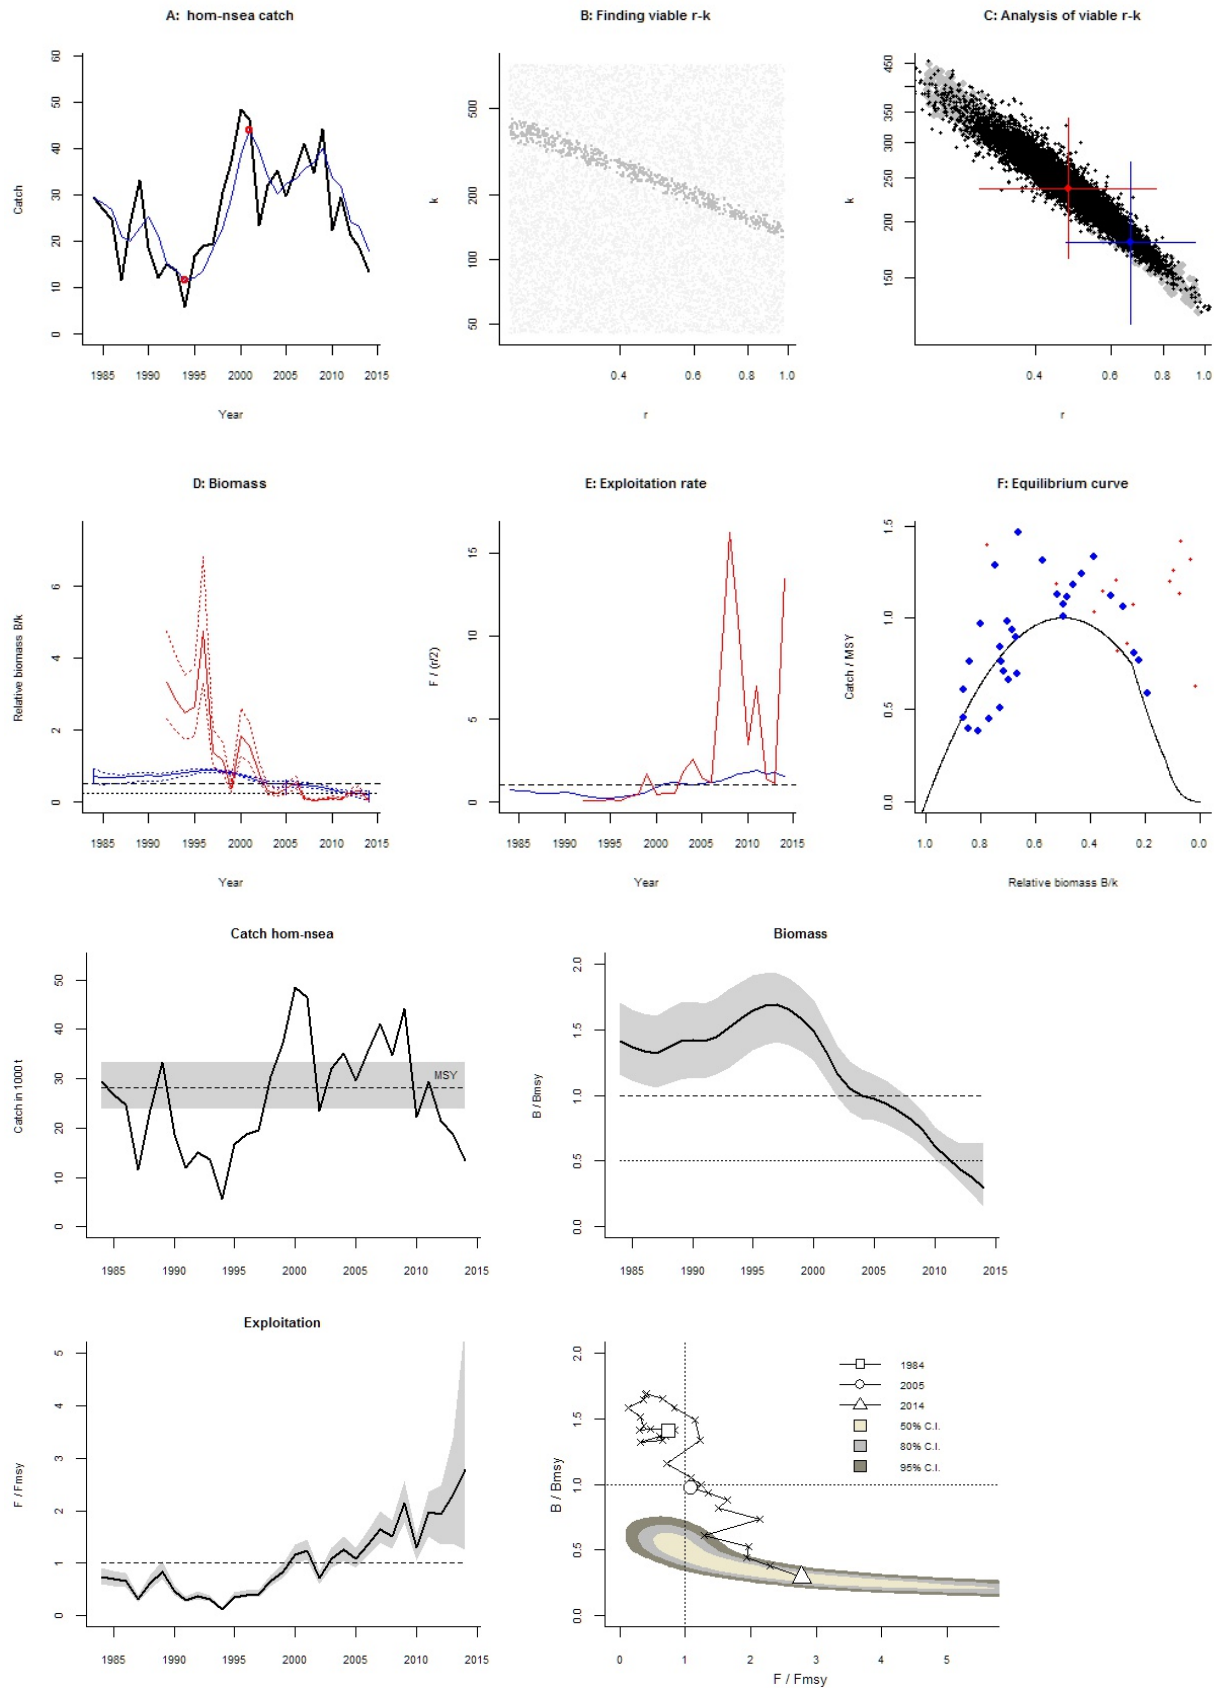 A: hom-nsea catch
B: Finding viable r-k
C: Analysis of viable r-k
Catch
0
10
20
30
40
50
60
1985 1990 1995 2000 2005 2010 2015
Year
k
50
100
200
500
0.4 0.6 0.8 1.0
r
k
150
200
250
300
350
450
0.4 0.6 0.8 1.0
r
D: Biomass
E: Exploitation rate
F: Equilibrium curve
Relative biomass B/k
0
2
4
6
1985 1990 1995 2000 2005 2010 2015
Year
F / (r/2)
0
5
10
15
1985 1990 1995 2000 2005 2010 2015
Year
Catch / MSY
0.0
0.5
1.0
1.5
1.0 0.8 0.6 0.4 0.2 0.0
Relative biomass B/k
Catch hom-nsea
Biomass
Catch in 1000 t
0
10
20
30
40
50
MSY
1985 1990 1995 2000 2005 2010 2015
B / Bmsy
0.0
0.5
1.0
1.5
2.0
1985 1990 1995 2000 2005 2010 2015
Exploitation
F / Fmsy
0
1
2
3
4
5
1985 1990 1995 2000 2005 2010 2015
B / Bmsy
0.0
0.5
1.0
1.5
2.0
1984
2005
2014
50% C.I.
80% C.I.
95% C.I.
0 1 2 3 4 5
F / Fmsy